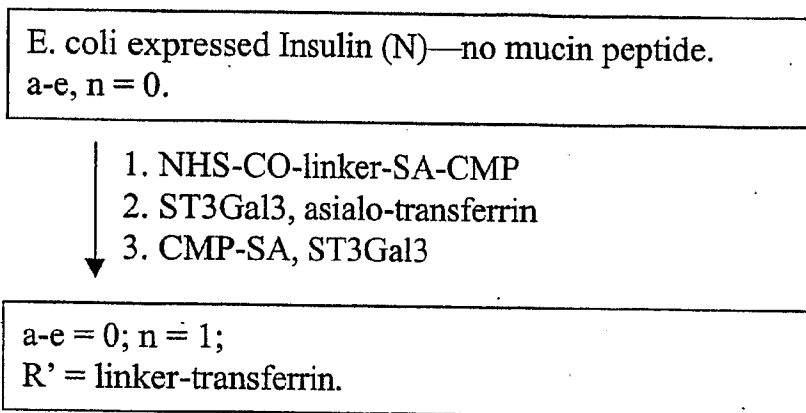 E. coli expressed Insulin (N)—no mucin peptide.
a-e, n = 0.
1. NHS-CO-linker-SA-CMP
2. ST3Gal3, asialo-transferrin
3. CMP-SA, ST3Gal3
a-e = 0; n = 1;
R’ = linker-transferrin.